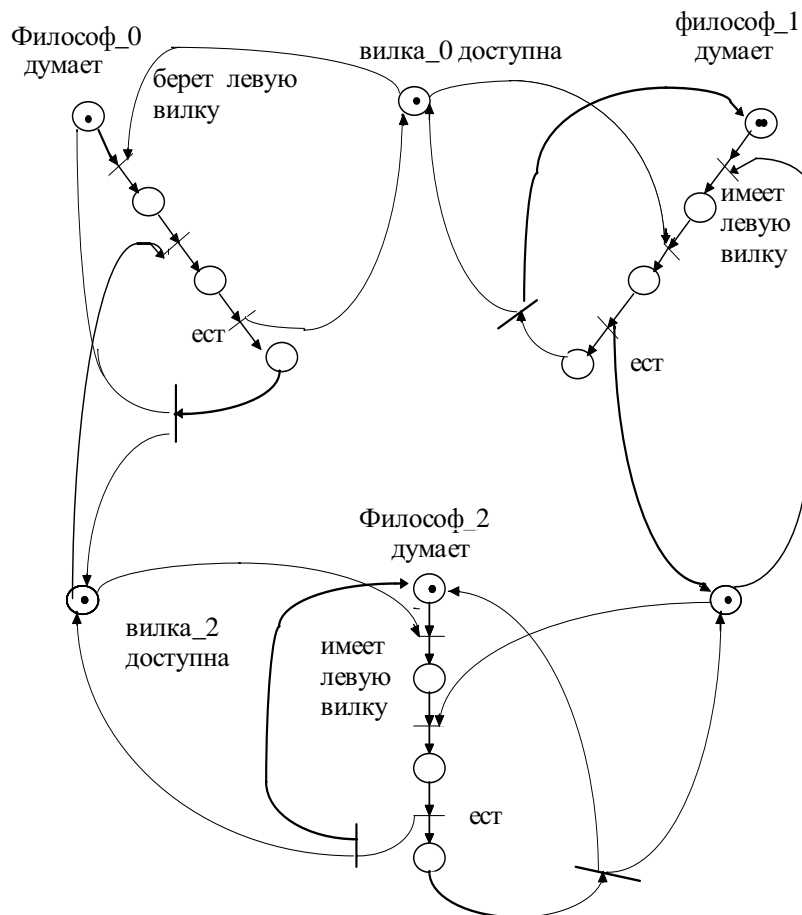 Философ_0
думает
берет левую
вилку
вилка_0 доступна
философ_1
думает
имеет
левую
вилку
ест
ест
Философ_2
думает
вилка_2
доступна
имеет
левую
вилку
ест